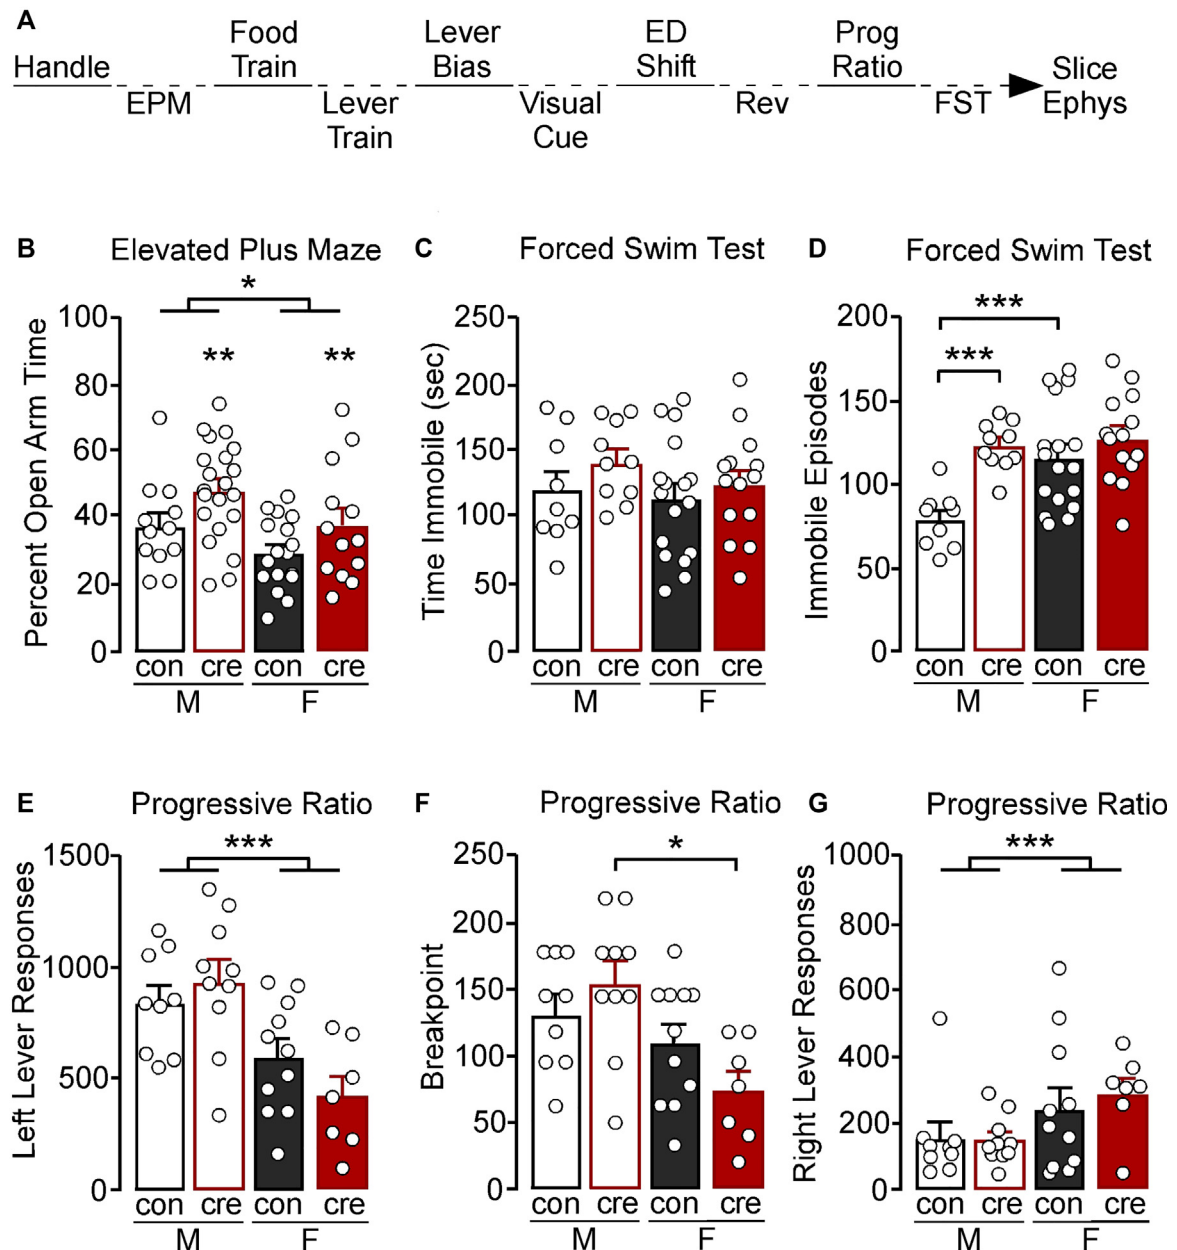 A
Handle
EPM
Food
Train
Lever
Train
Lever
Bias
Visual
Cue
ED
Shift
Rev
Prog
Ratio
FST
Slice
Ephys
B
Elevated Plus Maze
*
** **
Percent Open Arm Time
100
80
60
40
20
0
con cre con cre
M F
C
Forced Swim Test
Time Immobile (sec)
250
200
150
100
50
0
con cre con cre
M F
D
Forced Swim Test
***
***
Immobile Episodes
200
150
100
50
0
con cre con cre
M F
E
Progressive Ratio
***
Left Lever Responses
1500
1000
500
0
con cre con cre
M F
F
Progressive Ratio
*
Breakpoint
250
200
150
100
50
0
con cre con cre
M F
G
Progressive Ratio
***
Right Lever Responses
1000
800
600
400
200
0
con cre con cre
M F